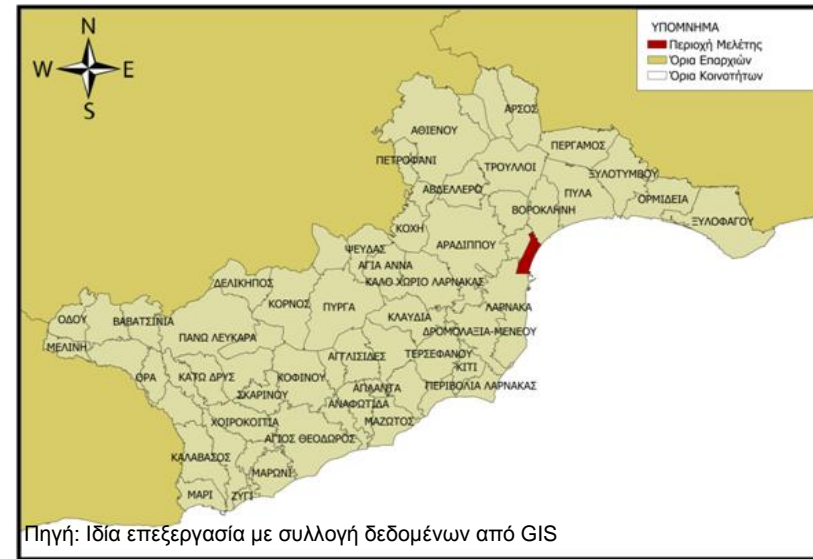 N
W E
S
ΥΠΟΜΝΗΜΑ
Περιοχή Μελέτης
Όρια Επαρχιών
Όρια Κοινοτήτων
ΑΡΣΟΣ
ΑΘΙΕΝΟΥ
ΠΕΡΓΑΜΟΣ
ΠΕΤΡΟΦΑΝΙ
ΤΡΟΥΛΛΟΙ
ΞΥΛΟΤΥΜΒΟΥ
ΑΒΔΕΛΛΕΡΟ
ΠΥΛΑ
ΟΡΜΙΔΕΙΑ
ΒΟΡΟΚΛΗΝΗ
ΞΥΛΟΦΑΓΟΥ
ΚΟΧΗ
ΑΡΑΔΙΠΠΟΥ
ΨΕΥΔΑΣ
ΑΓΙΑ ΑΝΝΑ
ΚΑΛΟ ΧΩΡΙΟ ΛΑΡΝΑΚΑΣ
ΔΕΛΙΚΗΠΟΣ
ΚΟΡΝΟΣ
ΠΥΡΓΑ
ΛΑΡΝΑΚΑ
ΟΔΟΥ
ΒΑΒΑΤΣΙΝΙΑ
ΚΛΑΥΔΙΑ
ΔΡΟΜΟΛΑΞΙΑ-ΜΕΝΕΟΥ
ΠΑΝΩ ΛΕΥΚΑΡΑ
ΜΕΛΙΝΗ
ΑΓΓΛΙΣΙΔΕΣ
ΤΕΡΣΕΦΑΝΟΥ
ΚΙΤΙ
ΟΡΑ
ΚΑΤΩ ΔΡΥΣ
ΚΟΦΙΝΟΥ
ΑΠΛΑΝΤΑ
ΠΕΡΙΒΟΛΙΑ ΛΑΡΝΑΚΑΣ
ΣΚΑΡΙΝΟΥ
ΑΝΑΦΩΤΙΔΑ
ΧΟΙΡΟΚΟΙΤΙΑ
ΜΑΖΩΤΟΣ
ΑΓΙΟΣ ΘΕΟΔΩΡΟΣ
ΚΑΛΑΒΑΣΟΣ
ΜΑΡΩΝΙ
ΜΑΡΙ
ΖΥΓΙ
Πηγή: Ιδία επεξεργασία με συλλογή δεδομένων από GIS